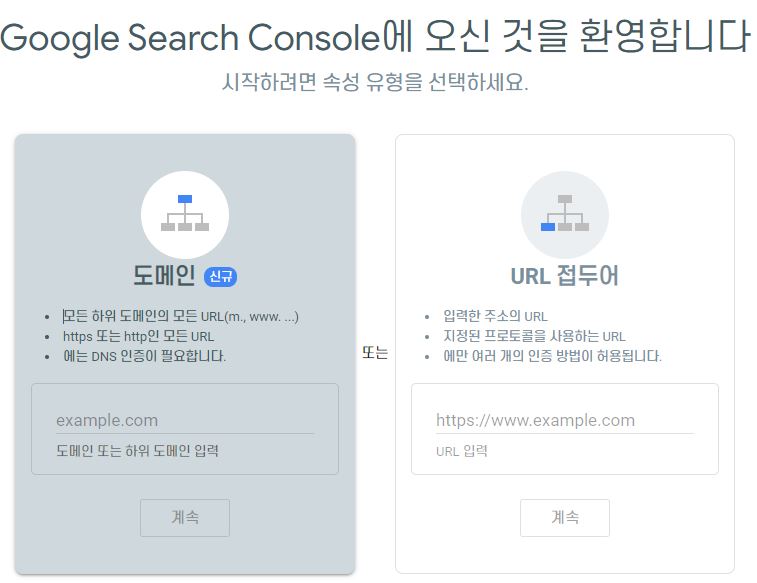 Google Search Console에 오신 것을 환영합니다
시작하려면 속성 유형을 선택하세요.
도메인 신규
모든 하위 도메인의 모든 URL(m., www. ...)
https 또는 http인 모든 URL
에는 DNS 인증이 필요합니다.
example.com
도메인 또는 하위 도메인 입력
계속
또는
URL 접두어
입력한 주소의 URL
지정된 프로토콜을 사용하는 URL
에만 여러 개의 인증 방법이 허용됩니다.
https://www.example.com
URL 입력
계속